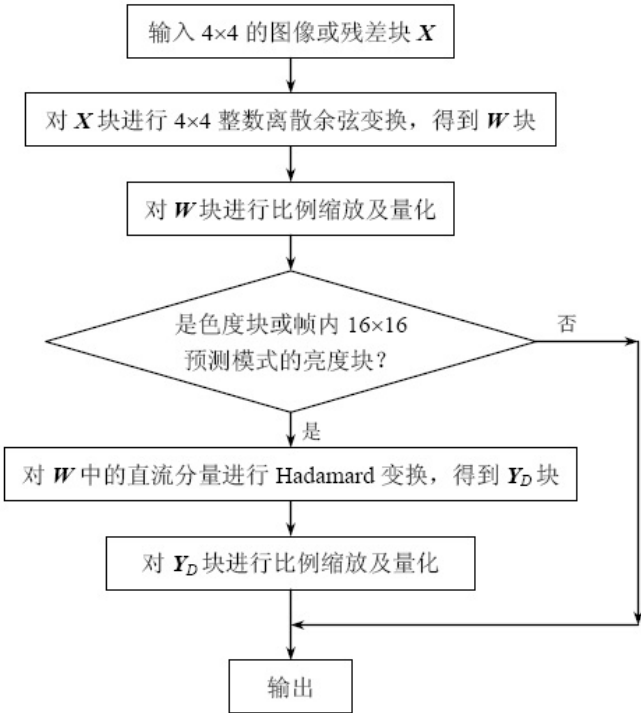 输入 4×4 的图像或残差块 X
对 X 块进行 4×4 整数离散余弦变换，得到 W 块
对 W 块进行比例缩放及量化
是色度块或帧内 16×16
预测模式的亮度块？
否
是
对 W 中的直流分量进行 Hadamard 变换，得到 Y_D 块
对 Y_D 块进行比例缩放及量化
输出